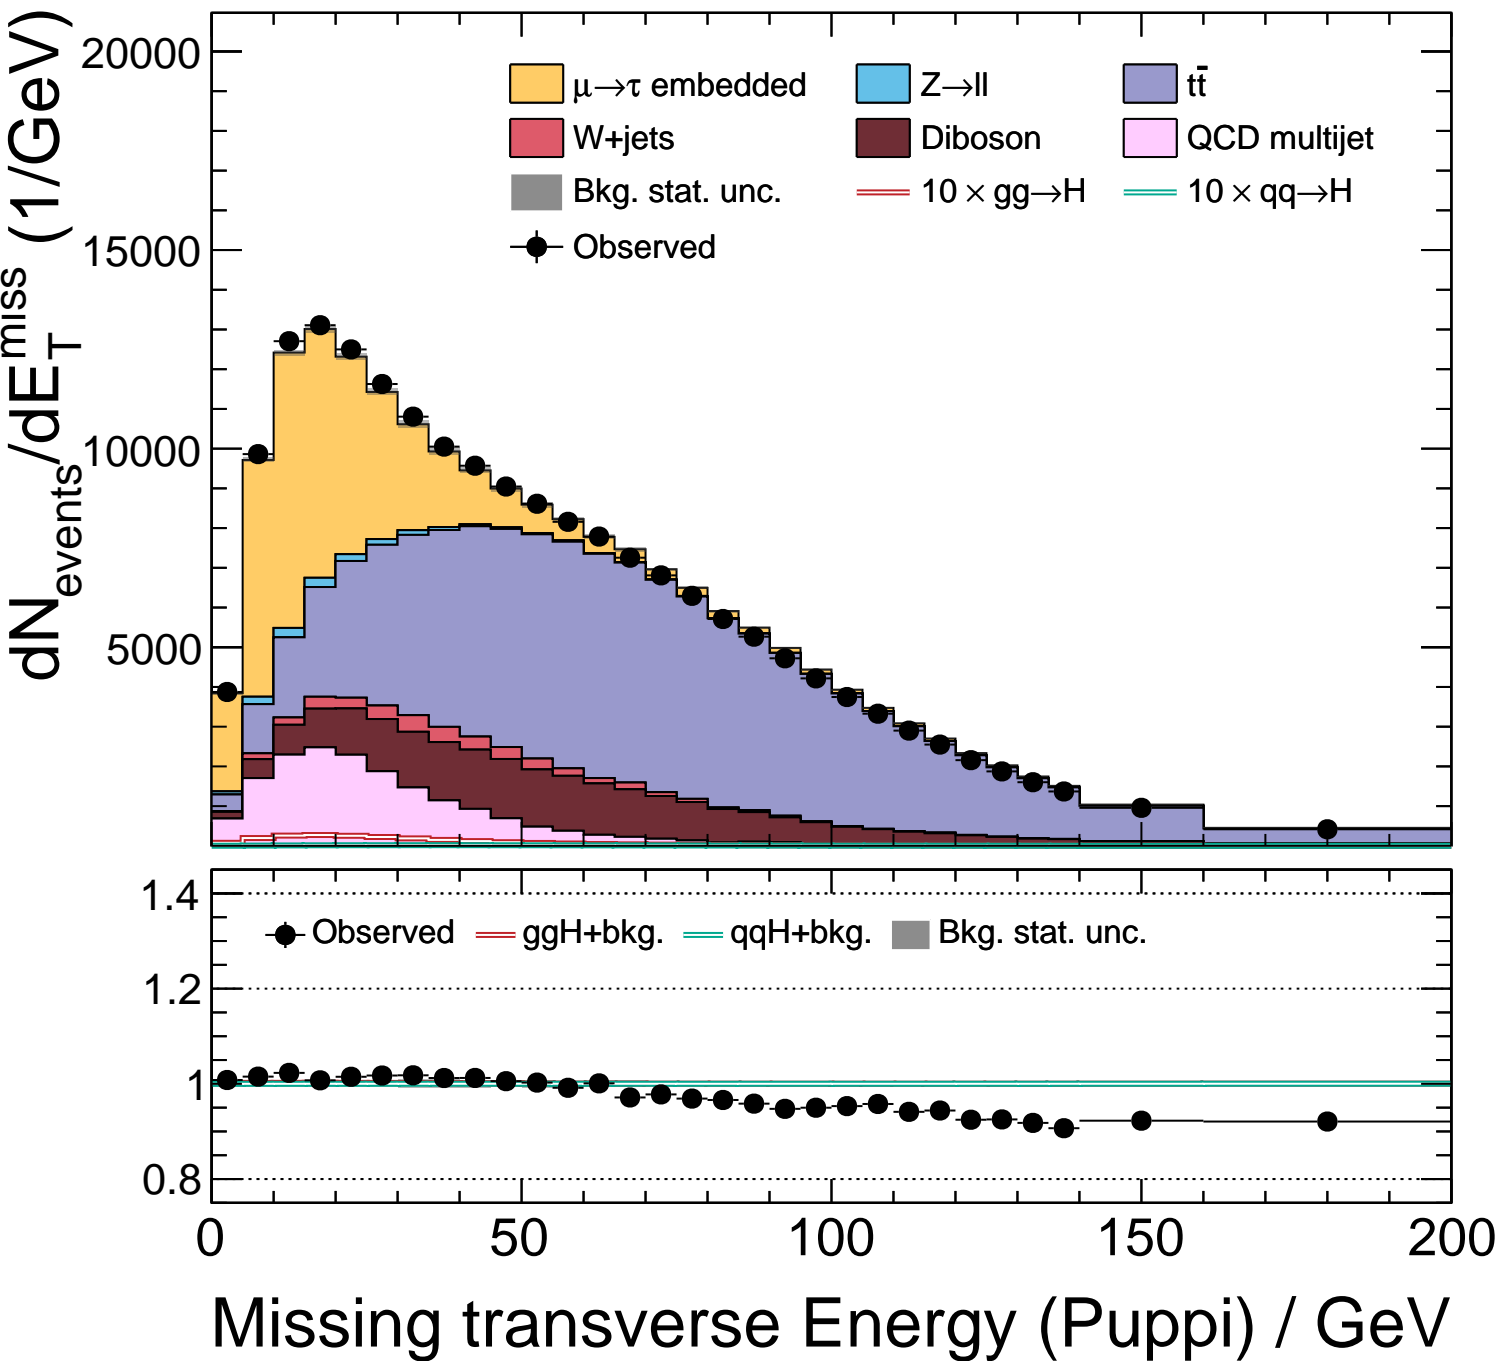 dN_events/dE_T^miss (1/GeV)
20000
15000
10000
5000
μ→τ embedded
Z→ll
tt̄
W+jets
Diboson
QCD multijet
Bkg. stat. unc.
10 × gg→H
10 × qq→H
Observed
1.4
1.2
1
0.8
Observed
ggH+bkg.
qqH+bkg.
Bkg. stat. unc.
0 50 100 150 200
Missing transverse Energy (Puppi) / GeV